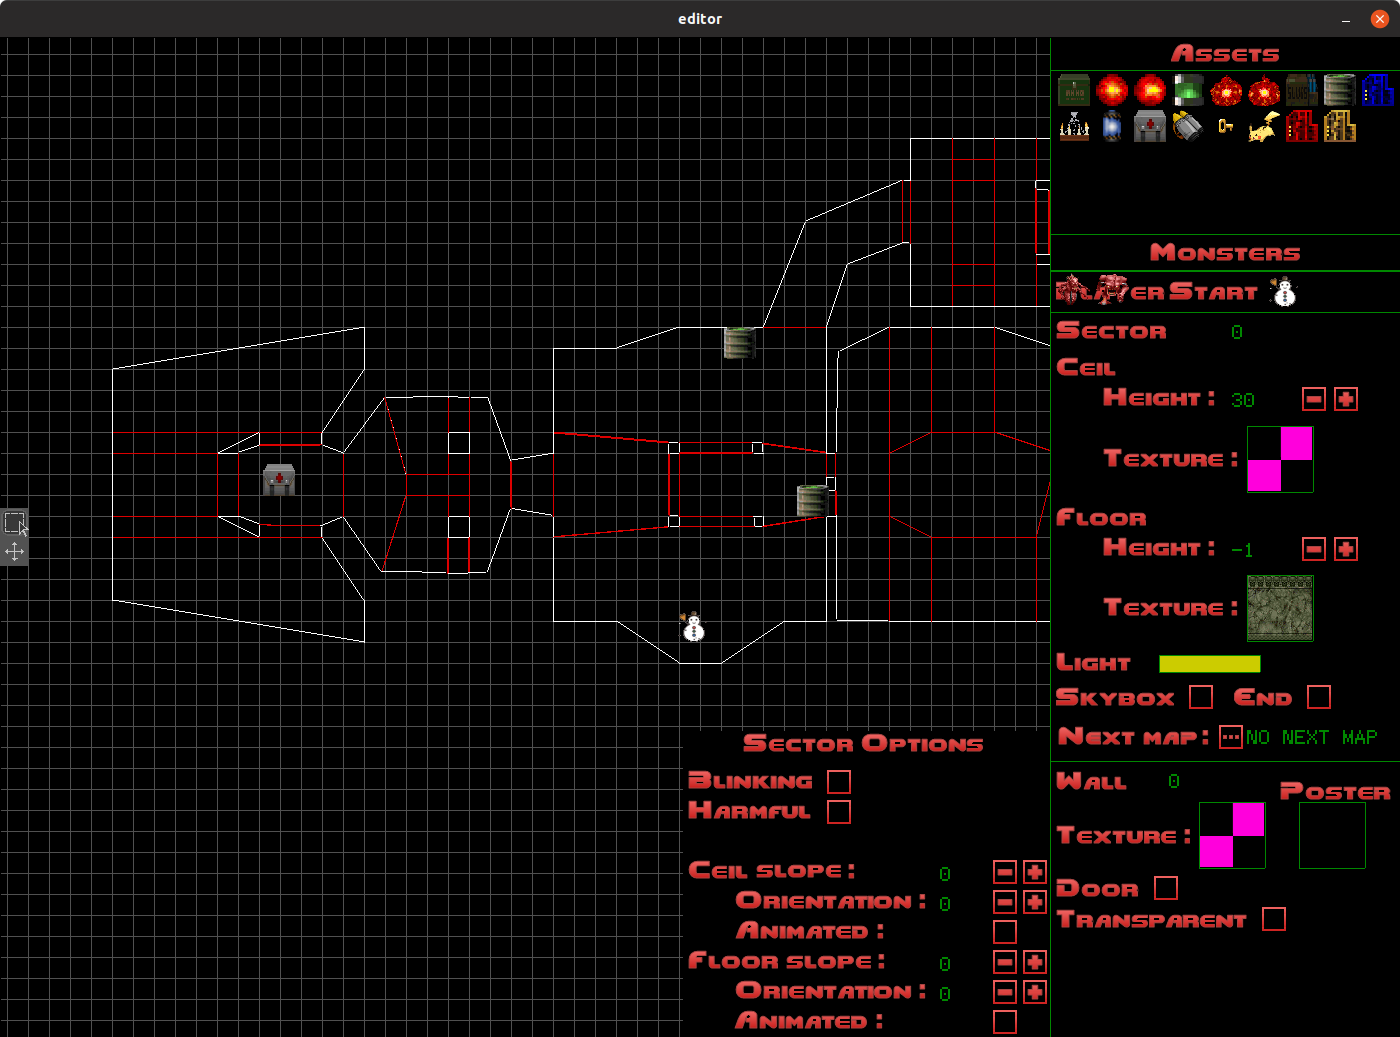 editor
Assets
Monsters
er Start
Sector 0
Ceil
Height : 30
Texture :
Floor
Height : -1
Texture :
Light
Skybox End
Next map : ... NO NEXT MAP
Wall 0
Poster
Texture :
Door
Transparent
Sector Options
Blinking
Harmful
Ceil slope : 0
Orientation : 0
Animated :
Floor slope : 0
Orientation : 0
Animated :